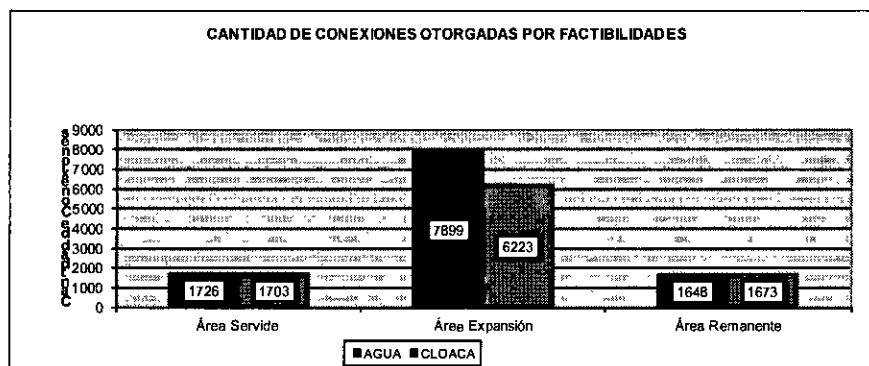 CANTIDAD DE CONEXIONES OTORGADAS POR FACTIBILIDADES
9000
8000
7000
6000
5000
4000
3000
2000
1000
0
1726
1703
7899
6223
1648
1673
Área Servide
Área Expansión
Área Remanente
AGUA
CLOACA